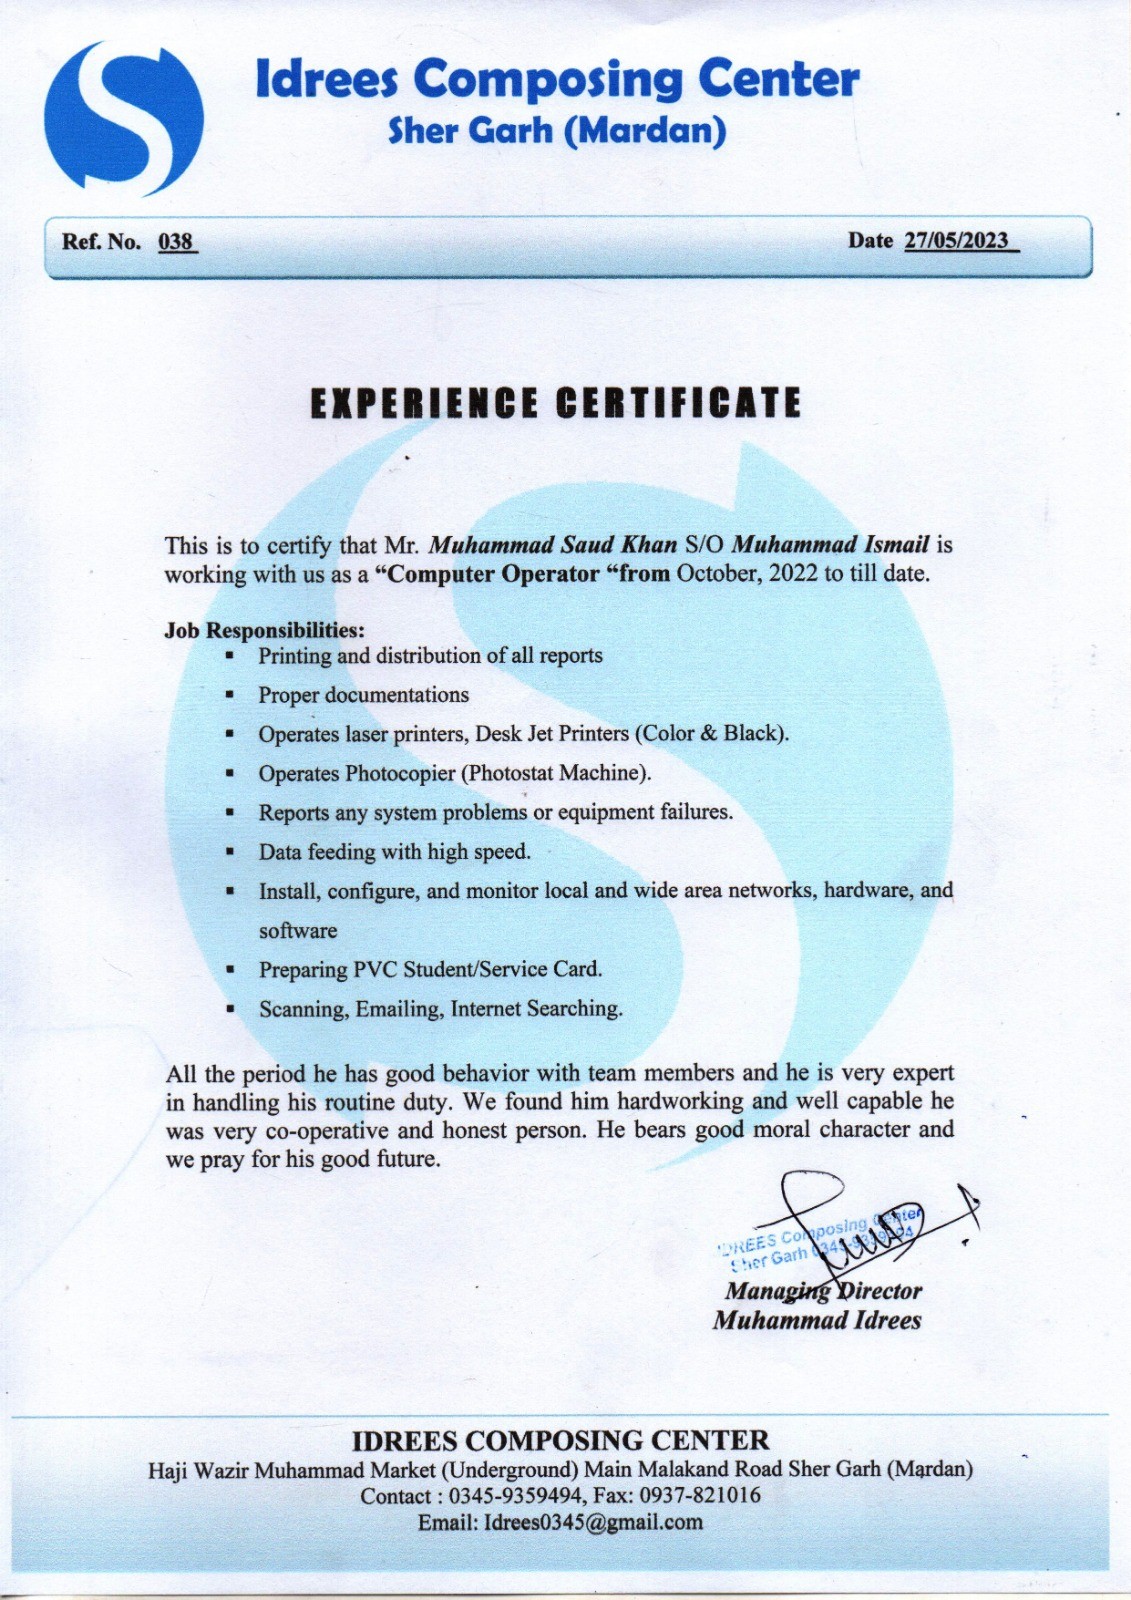 Idrees Composing Center
Sher Garh (Mardan)
Ref. No. 038
Date 27/05/2023
EXPERIENCE CERTIFICATE
This is to certify that Mr. Muhammad Saud Khan S/O Muhammad Ismail is
working with us as a “Computer Operator “from October, 2022 to till date.
Job Responsibilities:
▪ Printing and distribution of all reports
▪ Proper documentations
▪ Operates laser printers, Desk Jet Printers (Color & Black).
▪ Operates Photocopier (Photostat Machine).
▪ Reports any system problems or equipment failures.
▪ Data feeding with high speed.
▪ Install, configure, and monitor local and wide area networks, hardware, and
software
▪ Preparing PVC Student/Service Card.
▪ Scanning, Emailing, Internet Searching.
All the period he has good behavior with team members and he is very expert
in handling his routine duty. We found him hardworking and well capable he
was very co-operative and honest person. He bears good moral character and
we pray for his good future.
IDREES Composing Center
Sher Garh 0345-9359494
Managing Director
Muhammad Idrees
IDREES COMPOSING CENTER
Haji Wazir Muhammad Market (Underground) Main Malakand Road Sher Garh (Mardan)
Contact : 0345-9359494, Fax: 0937-821016
Email: Idrees0345@gmail.com